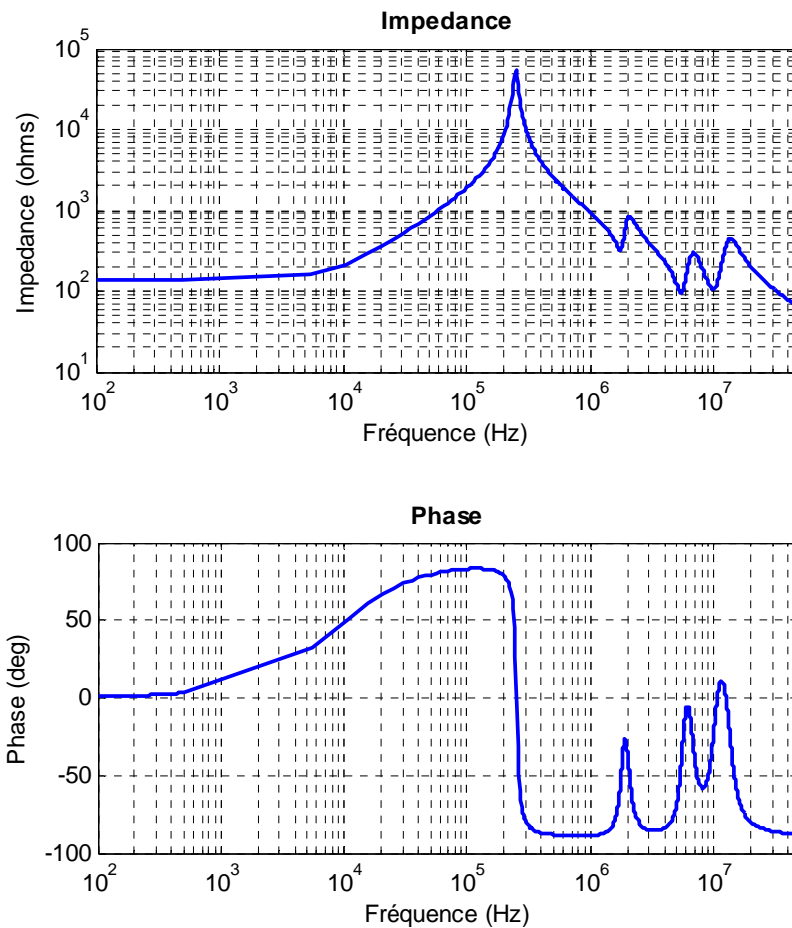 Impedance
10^5
10^4
10^3
10^2
10^1
Impedance (ohms)
10^2 10^3 10^4 10^5 10^6 10^7
Fréquence (Hz)
Phase
100
50
0
-50
-100
Phase (deg)
10^2 10^3 10^4 10^5 10^6 10^7
Fréquence (Hz)